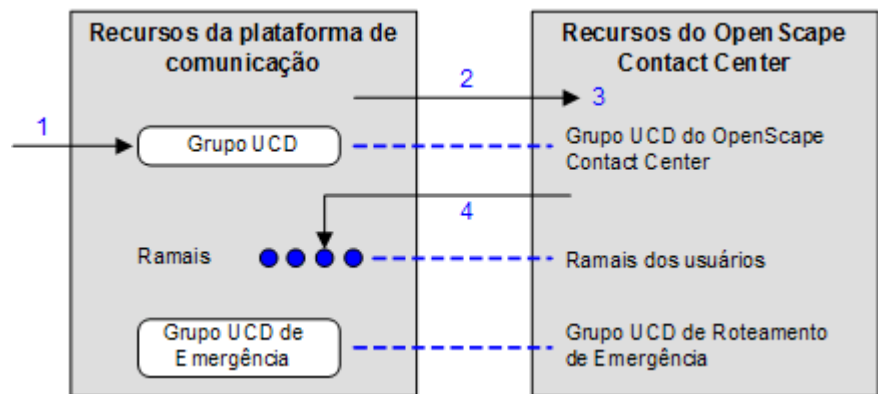 Recursos da plataforma de
comunicação
Recursos do OpenScape
Contact Center
2
3
1
Grupo UCD
Grupo UCD do OpenScape
Contact Center
4
Ramais
Ramais dos usuários
Grupo UCD de
Emergência
Grupo UCD de Roteamento
de Emergência